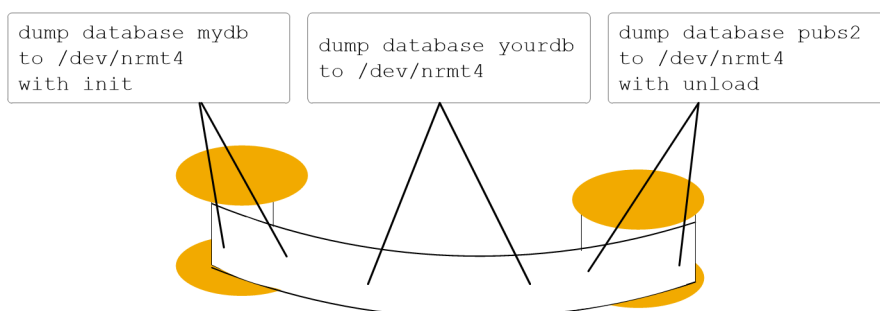 dump database mydb
to /dev/nrmt4
with init
dump database yourdb
to /dev/nrmt4
dump database pubs2
to /dev/nrmt4
with unload